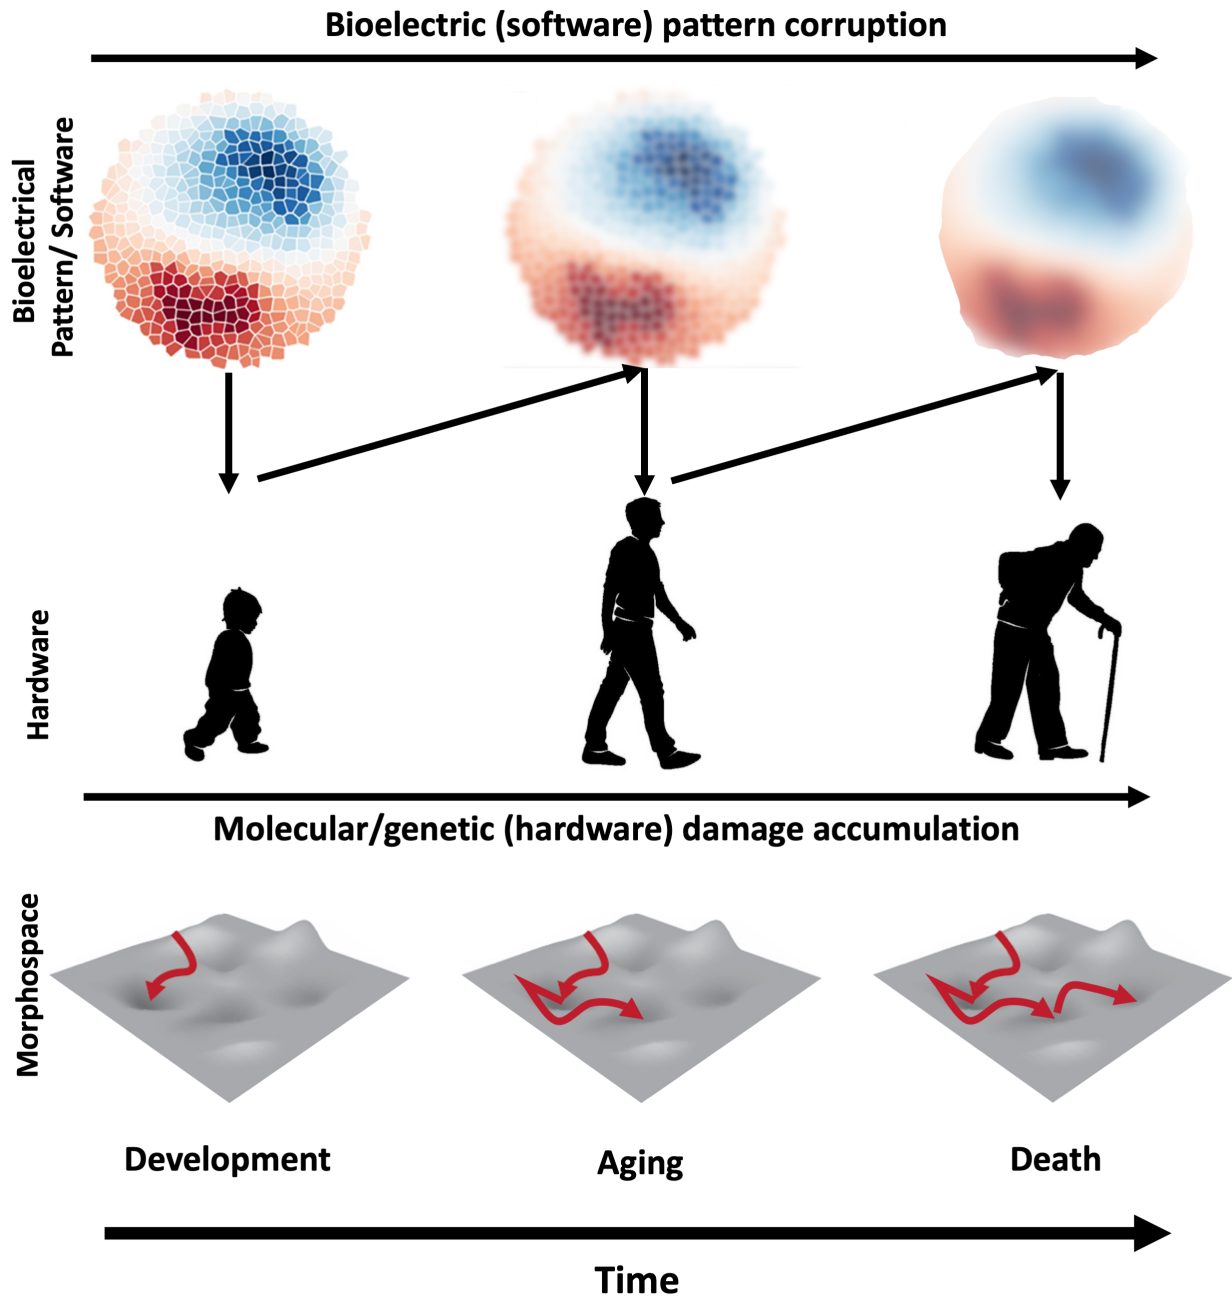 Bioelectric (software) pattern corruption
Bioelectrical
Pattern/ Software
Hardware
Molecular/genetic (hardware) damage accumulation
Morphospace
Development
Aging
Death
Time